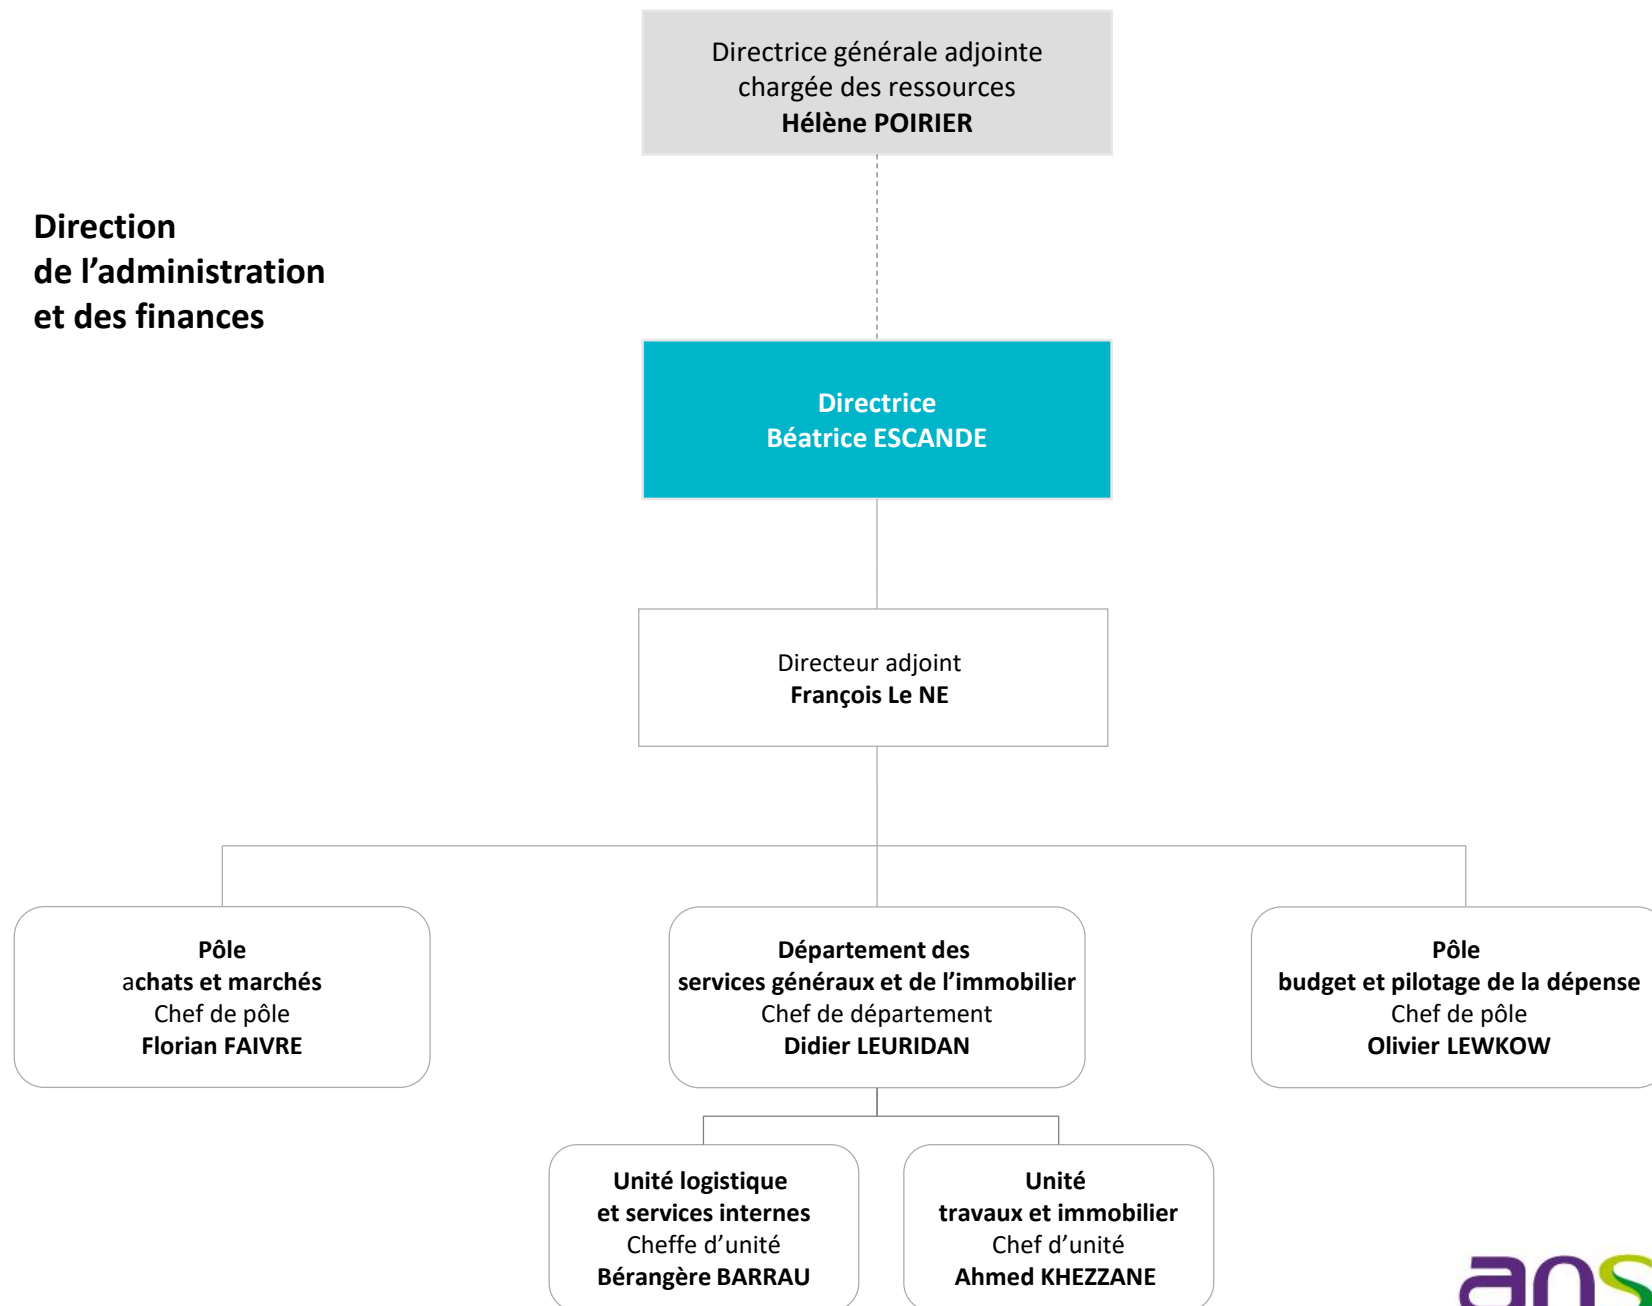 Directrice générale adjointe
chargée des ressources
Hélène POIRIER
Direction
de l’administration
et des finances
Directrice
Béatrice ESCANDE
Directeur adjoint
François Le NE
Pôle
achats et marchés
Chef de pôle
Florian FAIVRE
Département des
services généraux et de l’immobilier
Chef de département
Didier LEURIDAN
Pôle
budget et pilotage de la dépense
Chef de pôle
Olivier LEWKOW
Unité logistique
et services internes
Cheffe d’unité
Bérangère BARRAU
Unité
travaux et immobilier
Chef d’unité
Ahmed KHEZZANE